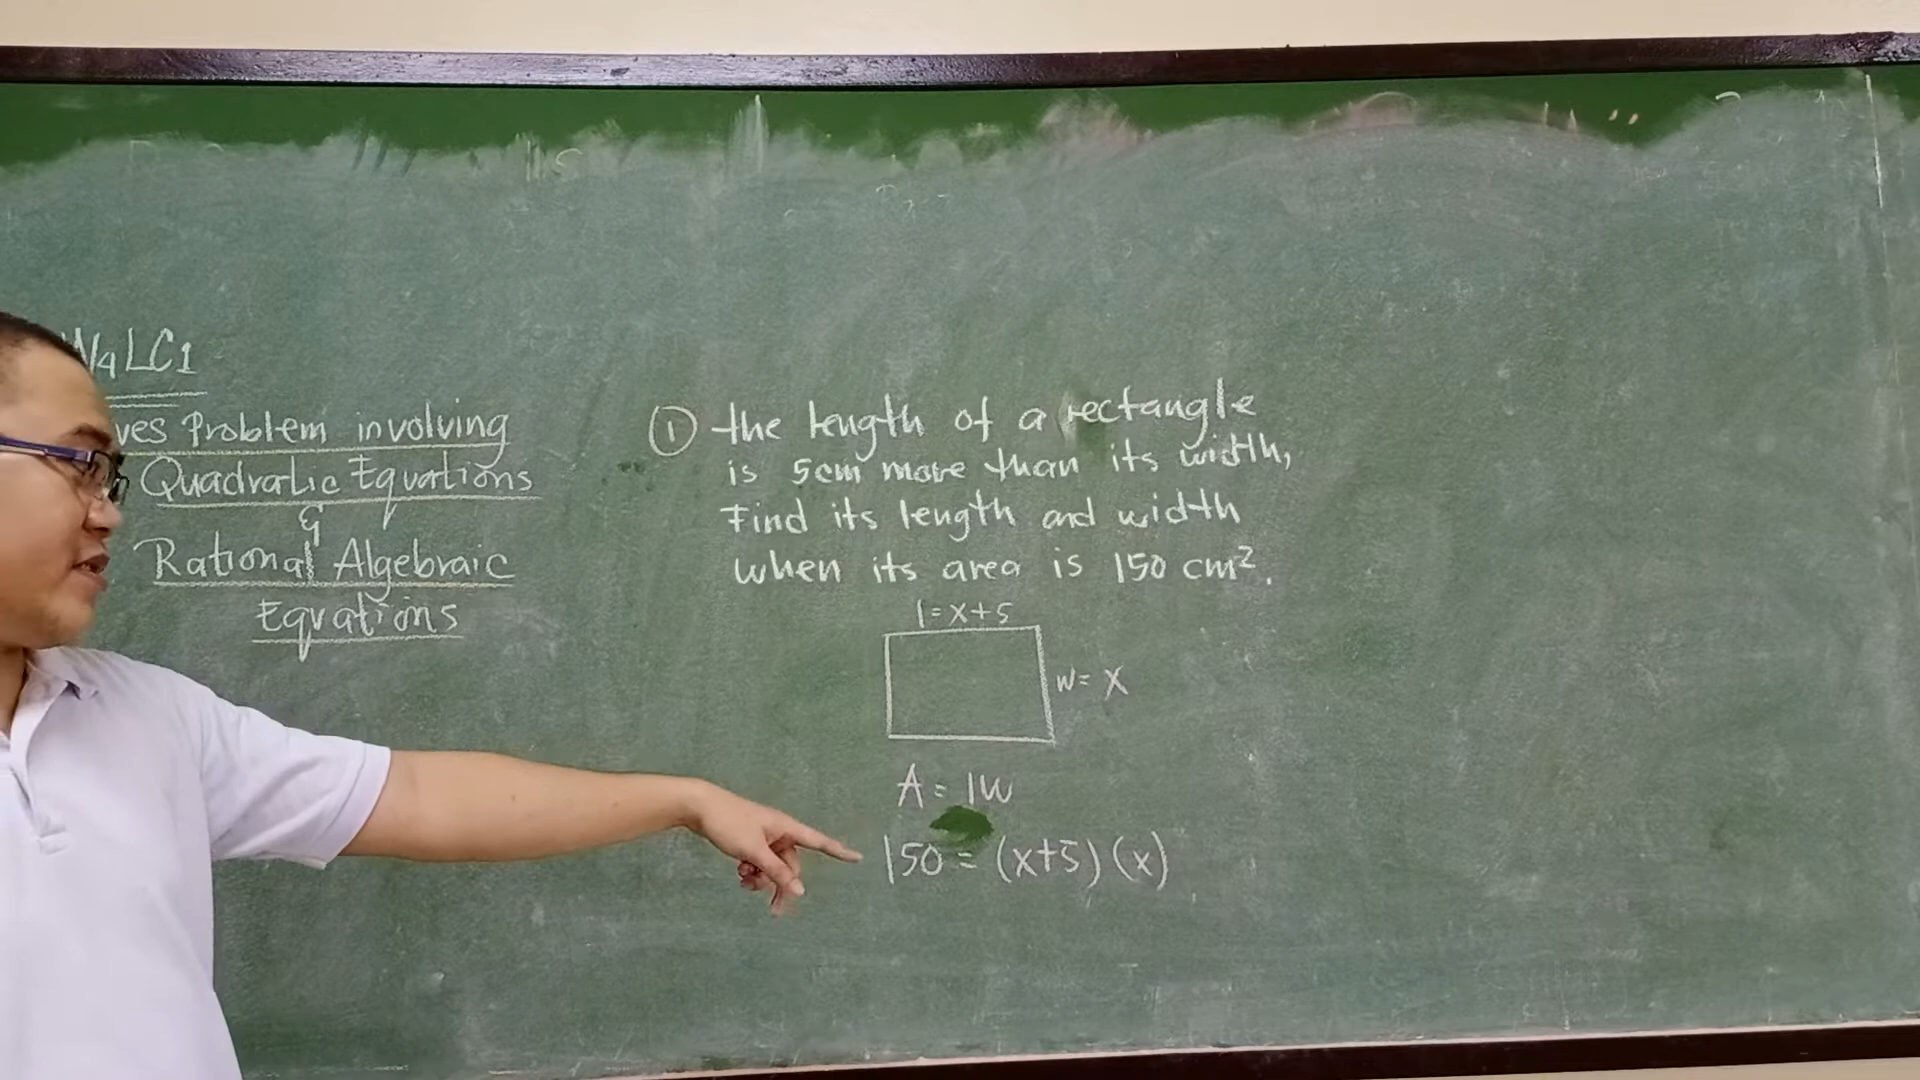 W4LC1
ves Problem involving
Quadratic Equations
&
Rational Algebraic
Equations
① the length of a rectangle
is 5cm more than its width,
Find its length and width
when its area is 150 cm².
l = x+5
w = x
A = lw
150 = (x+5)(x)